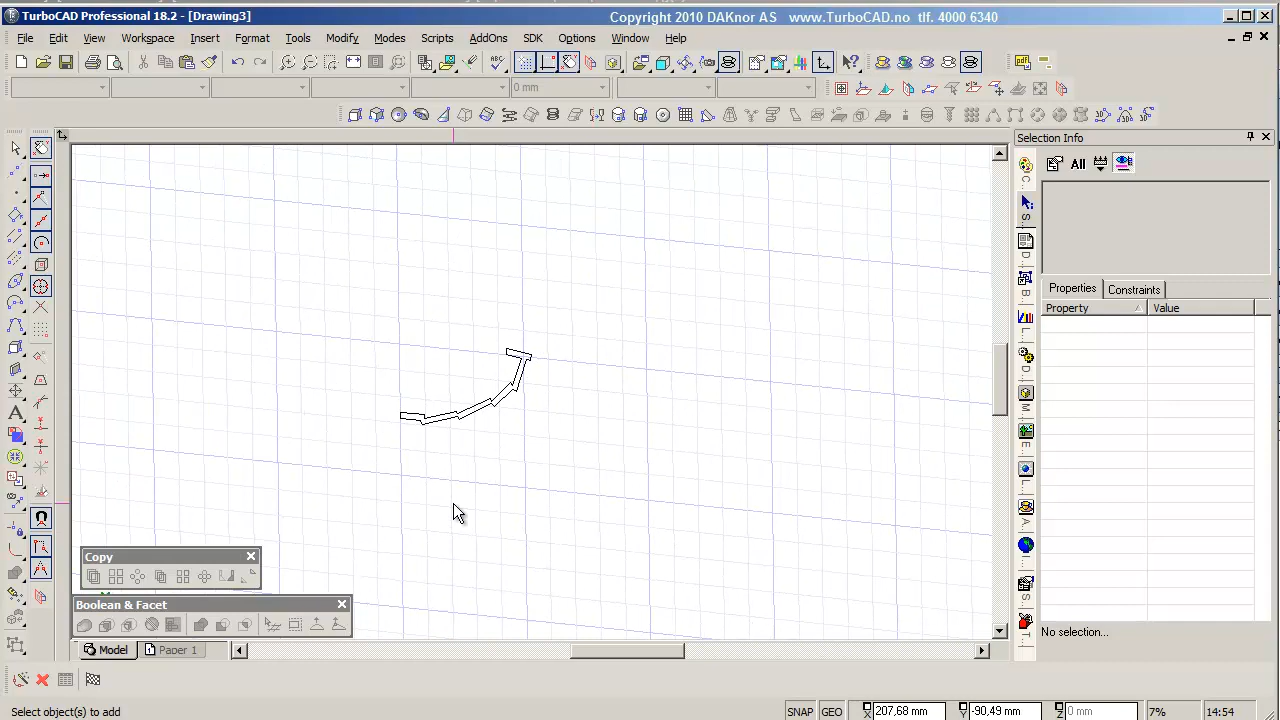 TurboCAD Professional 18.2 - [Drawing3]
Copyright 2010 DAKnor AS www.TurboCAD.no tlf. 4000 6340
File Edit View Workspace Insert Format Tools Modify Modes Scripts AddOns SDK Options Window Help
0 mm
Selection Info
All
Properties Constraints
Property Value
Copy
Boolean & Facet
No selection...
Model Paper 1
Select object(s) to add
SNAP GEO X 207,68 mm Y -90,49 mm Z 0 mm 7% 14:54